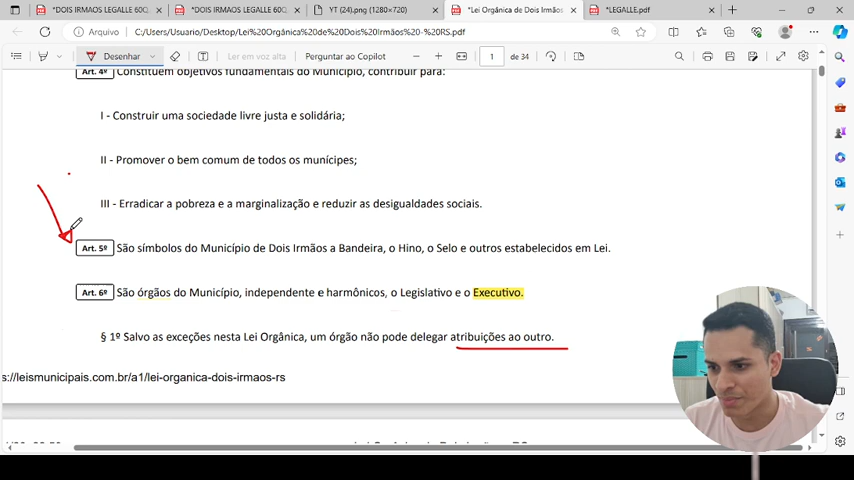 *DOIS IRMAOS LEGALLE 60Q
*DOIS IRMAOS LEGALLE 60Q
YT (24).png (1280×720)
*Lei Orgânica de Dois Irmãos
*LEGALLE.pdf
Arquivo
C:/Users/Usuario/Desktop/Lei%20Orgânica%20de%20Dois%20Irmãos%20-%20RS.pdf
Desenhar
Ler em voz alta
Perguntar ao Copilot
1
de 34
Art. 4º Constituem objetivos fundamentais do Município, contribuir para:
I - Construir uma sociedade livre justa e solidária;
II - Promover o bem comum de todos os munícipes;
III - Erradicar a pobreza e a marginalização e reduzir as desigualdades sociais.
Art. 5º São símbolos do Município de Dois Irmãos a Bandeira, o Hino, o Selo e outros estabelecidos em Lei.
Art. 6º São órgãos do Município, independente e harmônicos, o Legislativo e o Executivo.
§ 1º Salvo as exceções nesta Lei Orgânica, um órgão não pode delegar atribuições ao outro.
s://leismunicipais.com.br/a1/lei-organica-dois-irmaos-rs